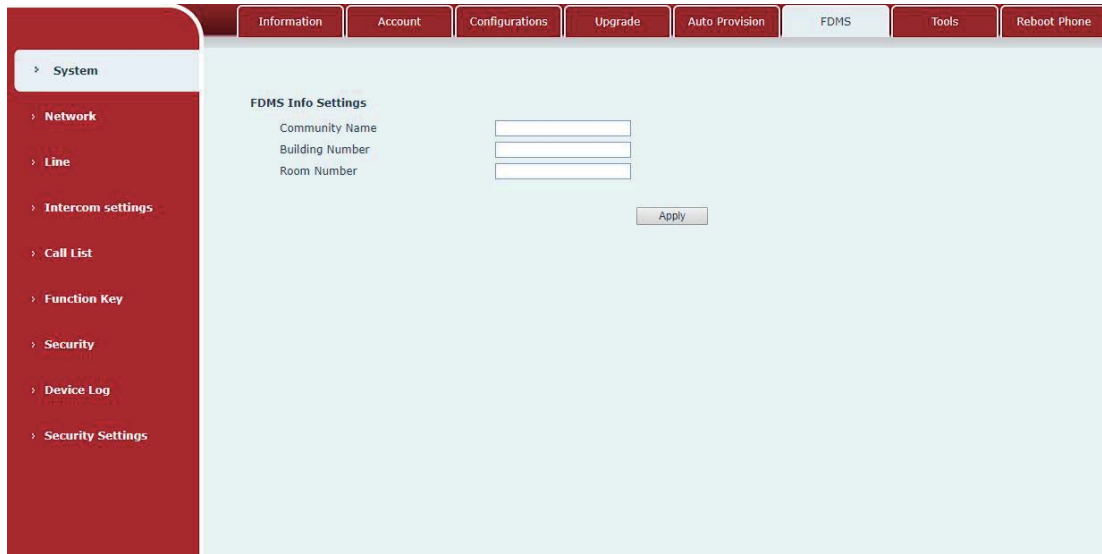 Information Account Configurations Upgrade Auto Provision FDMS Tools Reboot Phone
System
Network
Line
Intercom settings
Call List
Function Key
Security
Device Log
Security Settings
FDMS Info Settings
Community Name
Building Number
Room Number
Apply